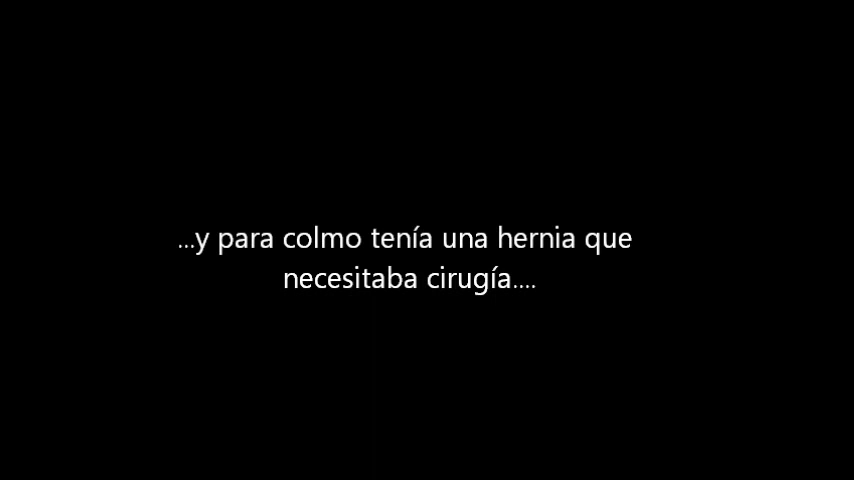 ...y para colmo tenía una hernia que
necesitaba cirugía....